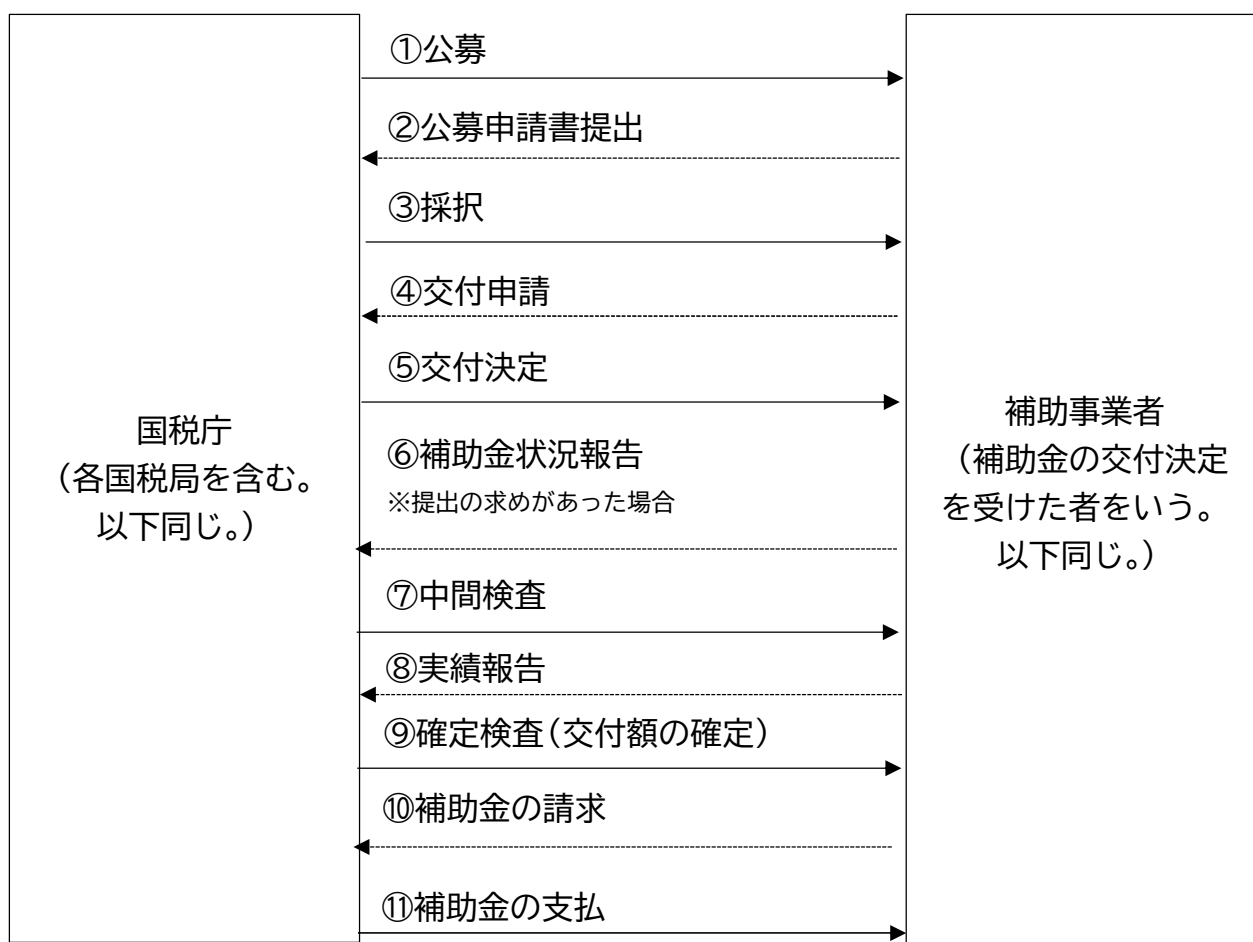 ①公募
②公募申請書提出
③採択
④交付申請
⑤交付決定
国税庁
（各国税局を含む。
以下同じ。）
⑥補助金状況報告
※提出の求めがあった場合
補助事業者
（補助金の交付決定
を受けた者をいう。
以下同じ。）
⑦中間検査
⑧実績報告
⑨確定検査（交付額の確定）
⑩補助金の請求
⑪補助金の支払